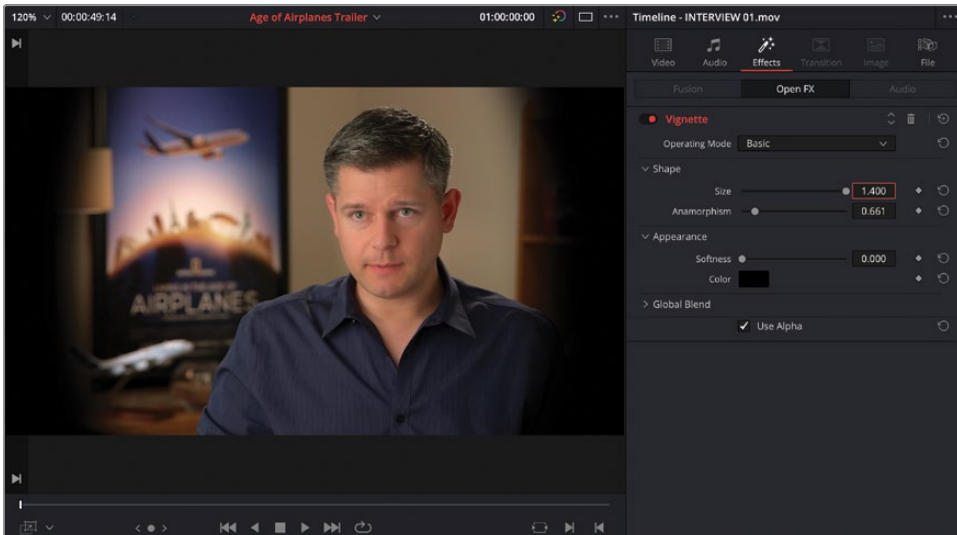 120% 00:00:49:14 Age of Airplanes Trailer 01:00:00:00
Timeline - INTERVIEW 01.mov
Video Audio Effects Transition Image File
Fusion Open FX Audio
Vignette
Operating Mode Basic
Shape
Size 1.400
Anamorphism 0.661
Appearance
Softness 0.000
Color
Global Blend
Use Alpha
AIRPLANES